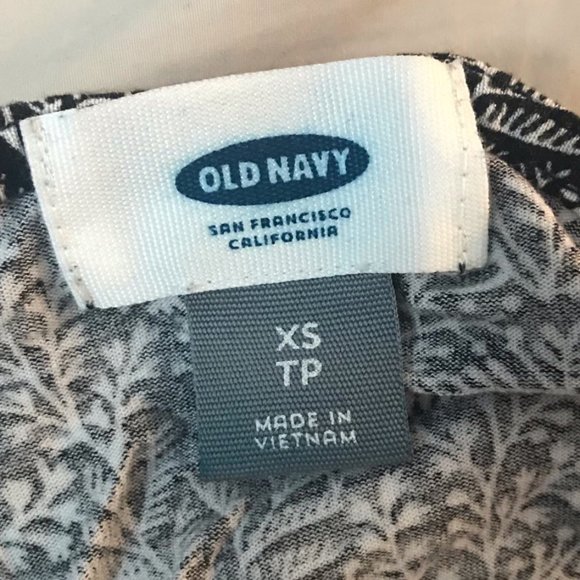 OLD NAVY
SAN FRANCISCO
CALIFORNIA
XS
TP
MADE IN
VIETNAM